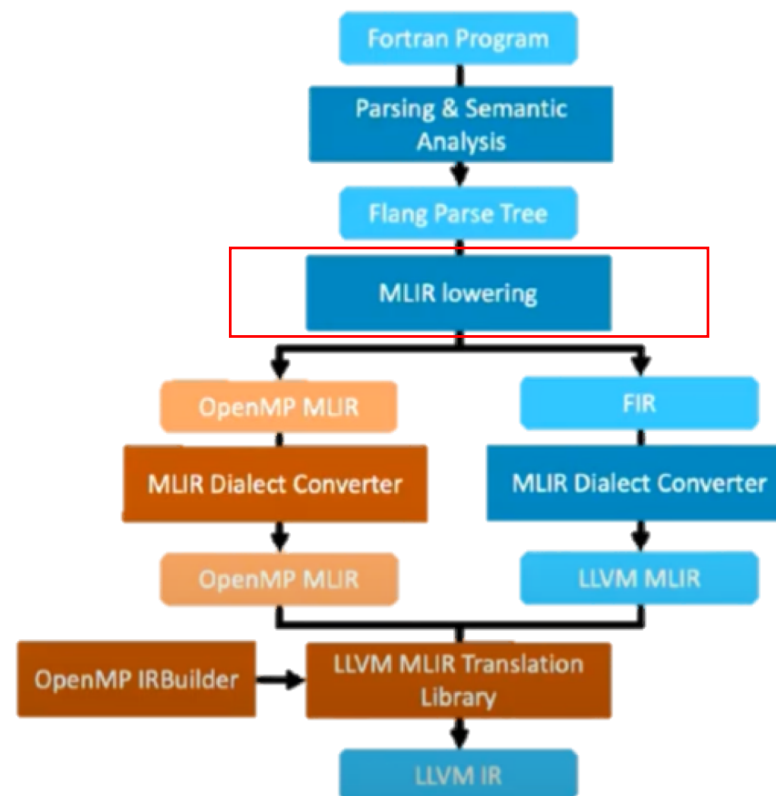 Fortran Program
Parsing & Semantic
Analysis
Flang Parse Tree
MLIR lowering
OpenMP MLIR
FIR
MLIR Dialect Converter
MLIR Dialect Converter
OpenMP MLIR
LLVM MLIR
OpenMP IRBuilder
LLVM MLIR Translation
Library
LLVM IR